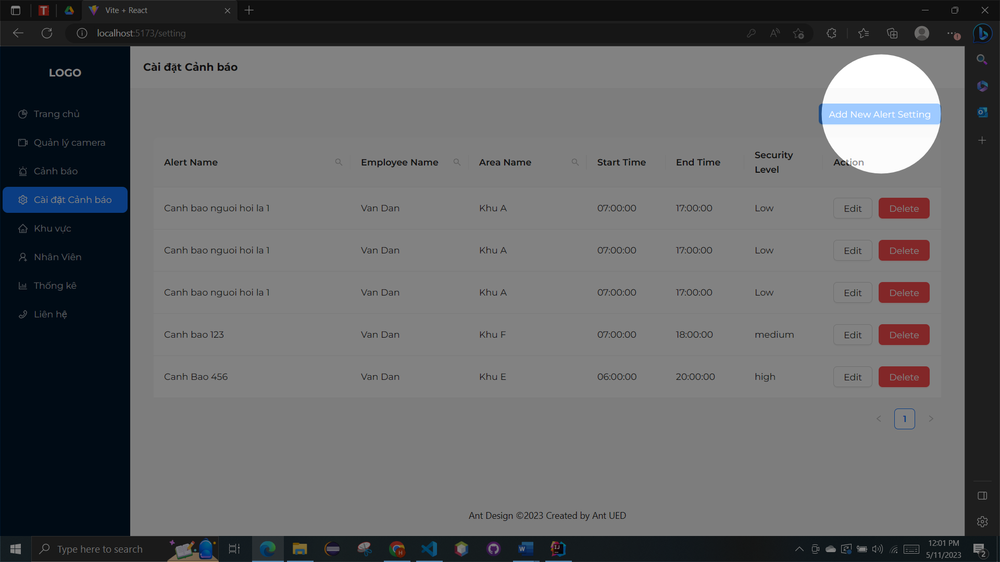 Vite + React
localhost:5173/setting
LOGO
Cài đặt Cảnh báo
Trang chủ
Quản lý camera
Cảnh báo
Cài đặt Cảnh báo
Khu vực
Nhân Viên
Thống kê
Liên hệ
Add New Alert Setting
Alert Name Employee Name Area Name Start Time End Time Security Level Action
Canh bao nguoi hoi la 1 Van Dan Khu A 07:00:00 17:00:00 Low Edit Delete
Canh bao nguoi hoi la 1 Van Dan Khu A 07:00:00 17:00:00 Low Edit Delete
Canh bao nguoi hoi la 1 Van Dan Khu A 07:00:00 17:00:00 Low Edit Delete
Canh bao 123 Van Dan Khu F 07:00:00 18:00:00 medium Edit Delete
Canh Bao 456 Van Dan Khu E 06:00:00 20:00:00 high Edit Delete
1
Ant Design ©2023 Created by Ant UED
Type here to search
12:01 PM
5/11/2023
2